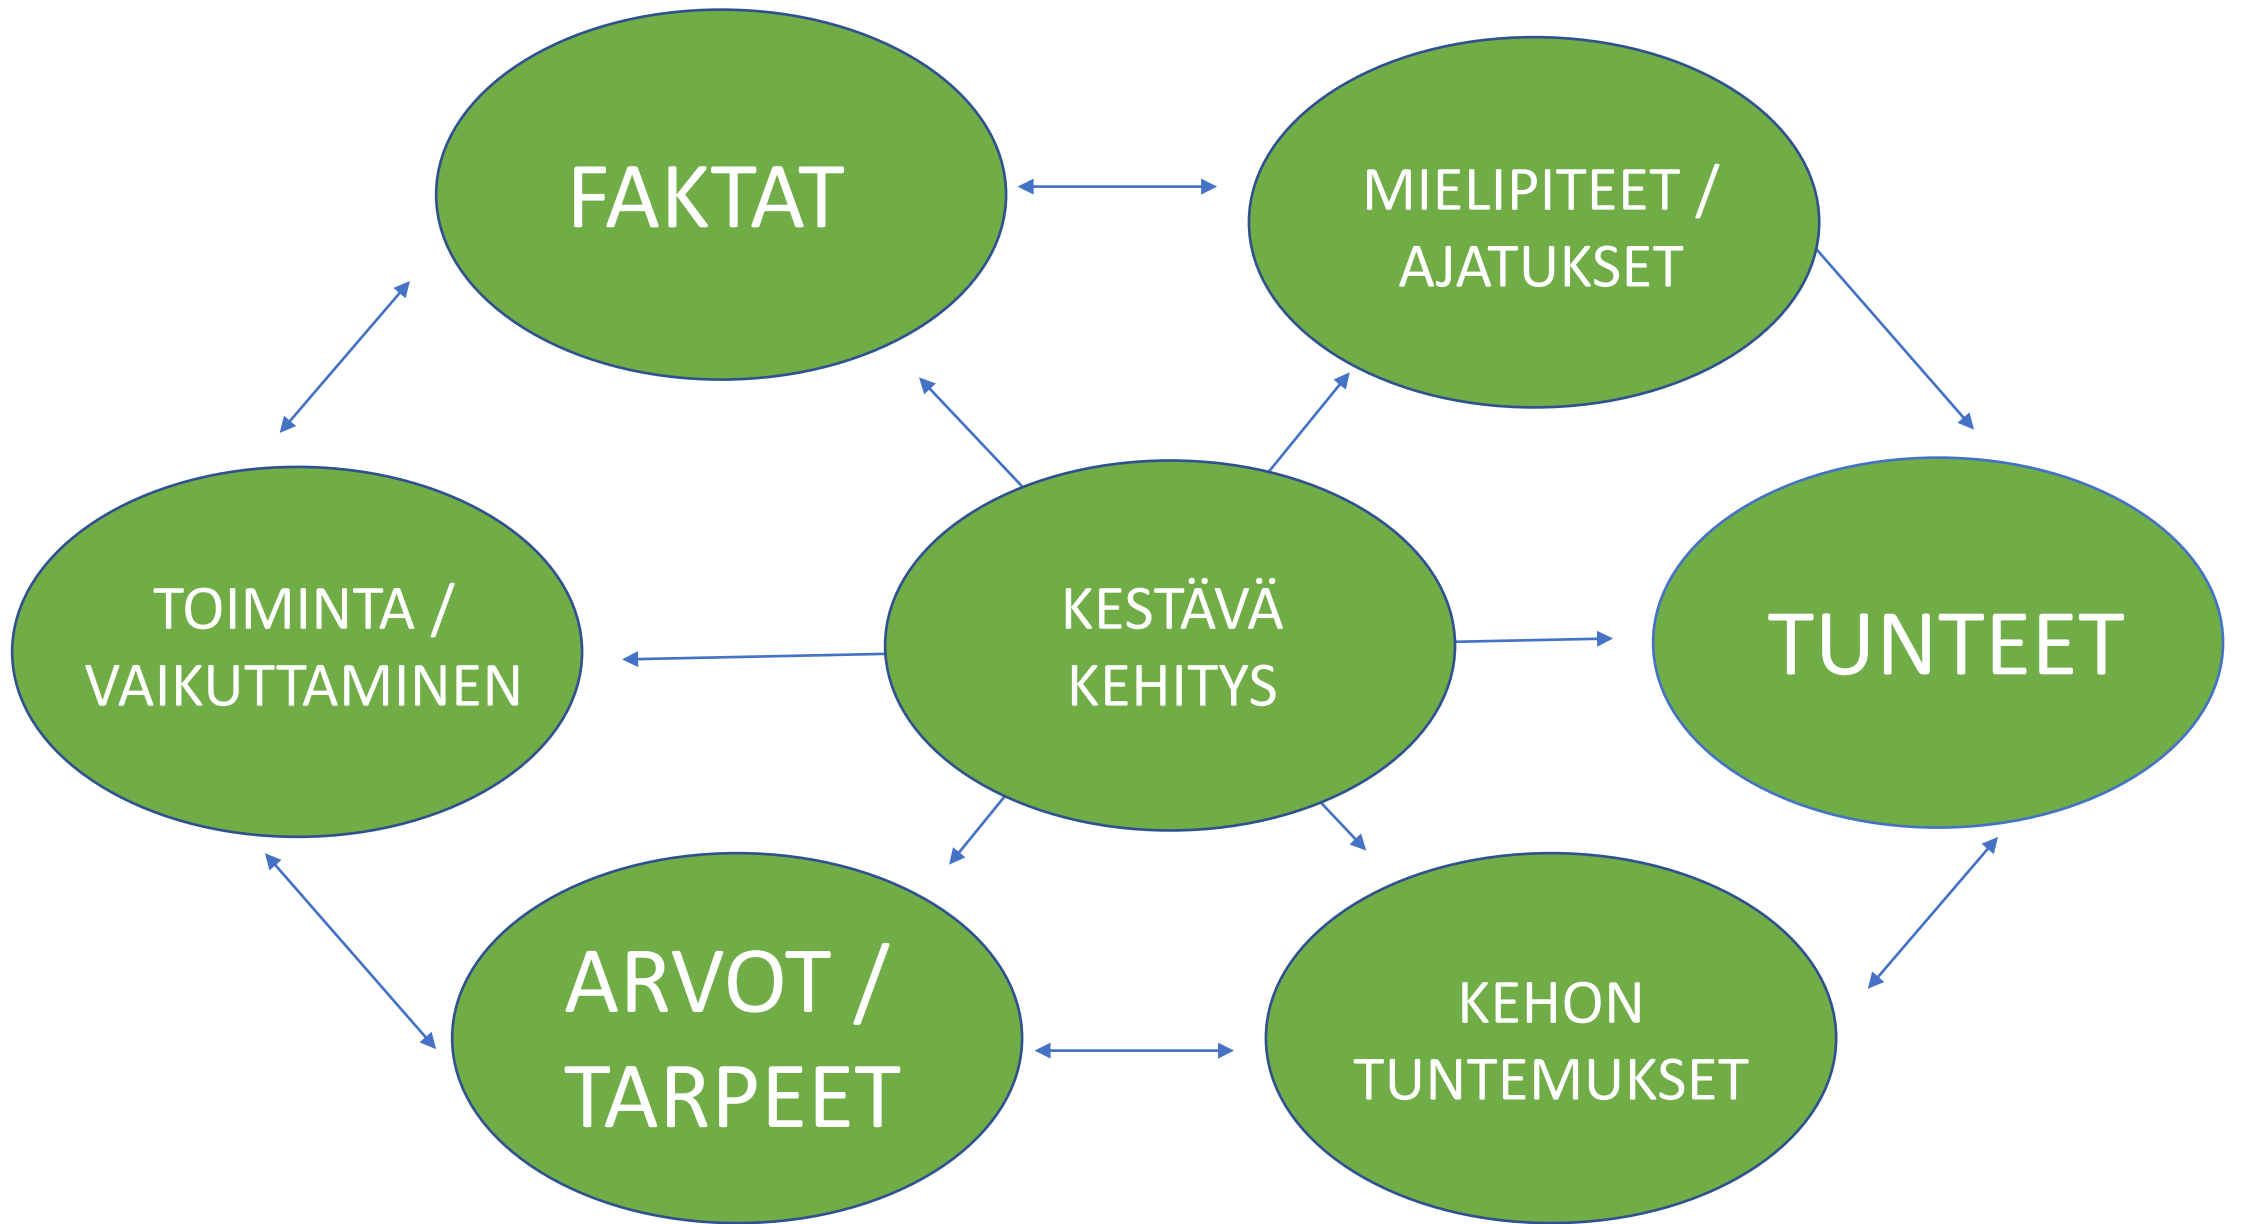 FAKTAT
MIELIPITEET /
AJATUKSET
TOIMINTA /
VAIKUTTAMINEN
KESTÄVÄ
KEHITYS
TUNTEET
ARVOT /
TARPEET
KEHON
TUNTEMUKSET